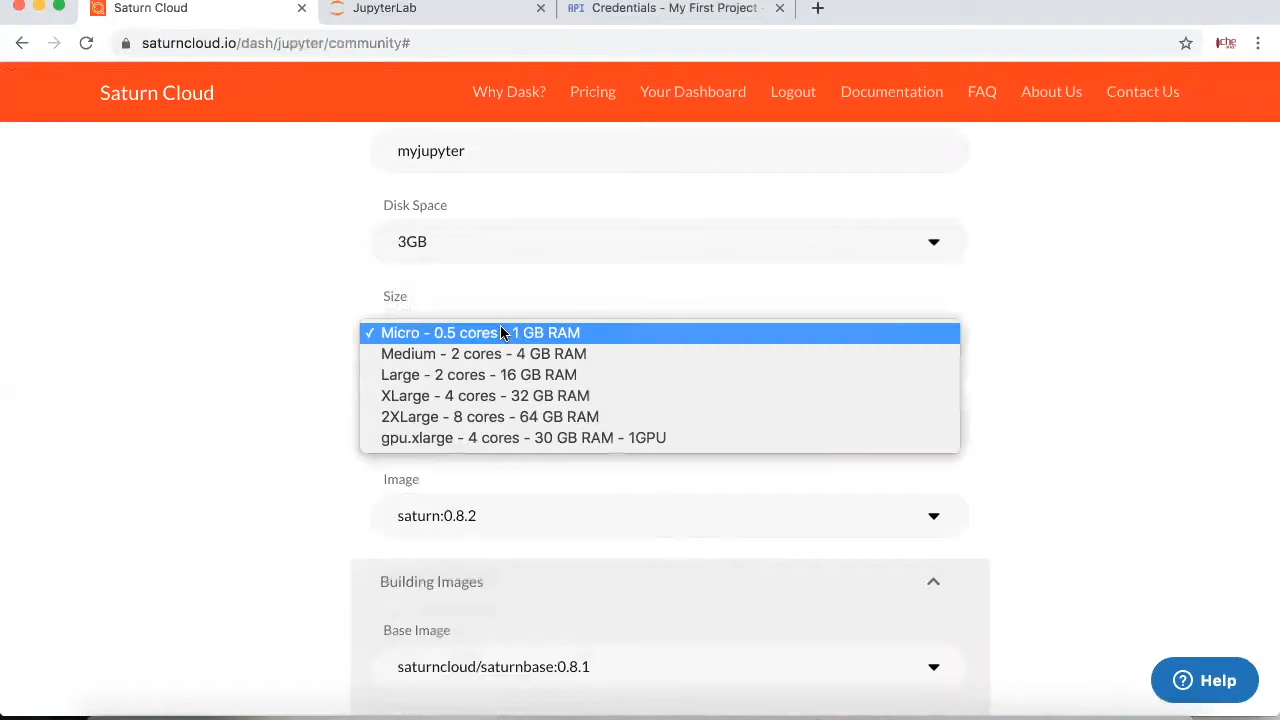 Saturn Cloud
JupyterLab
API Credentials - My First Project -
saturncloud.io/dash/jupyter/community#
Saturn Cloud
Why Dask?
Pricing
Your Dashboard
Logout
Documentation
FAQ
About Us
Contact Us
myjupyter
Disk Space
3GB
Size
✓ Micro - 0.5 cores - 1 GB RAM
Medium - 2 cores - 4 GB RAM
Large - 2 cores - 16 GB RAM
XLarge - 4 cores - 32 GB RAM
2XLarge - 8 cores - 64 GB RAM
gpu.xlarge - 4 cores - 30 GB RAM - 1GPU
Image
saturn:0.8.2
Building Images
Base Image
saturncloud/saturnbase:0.8.1
Help